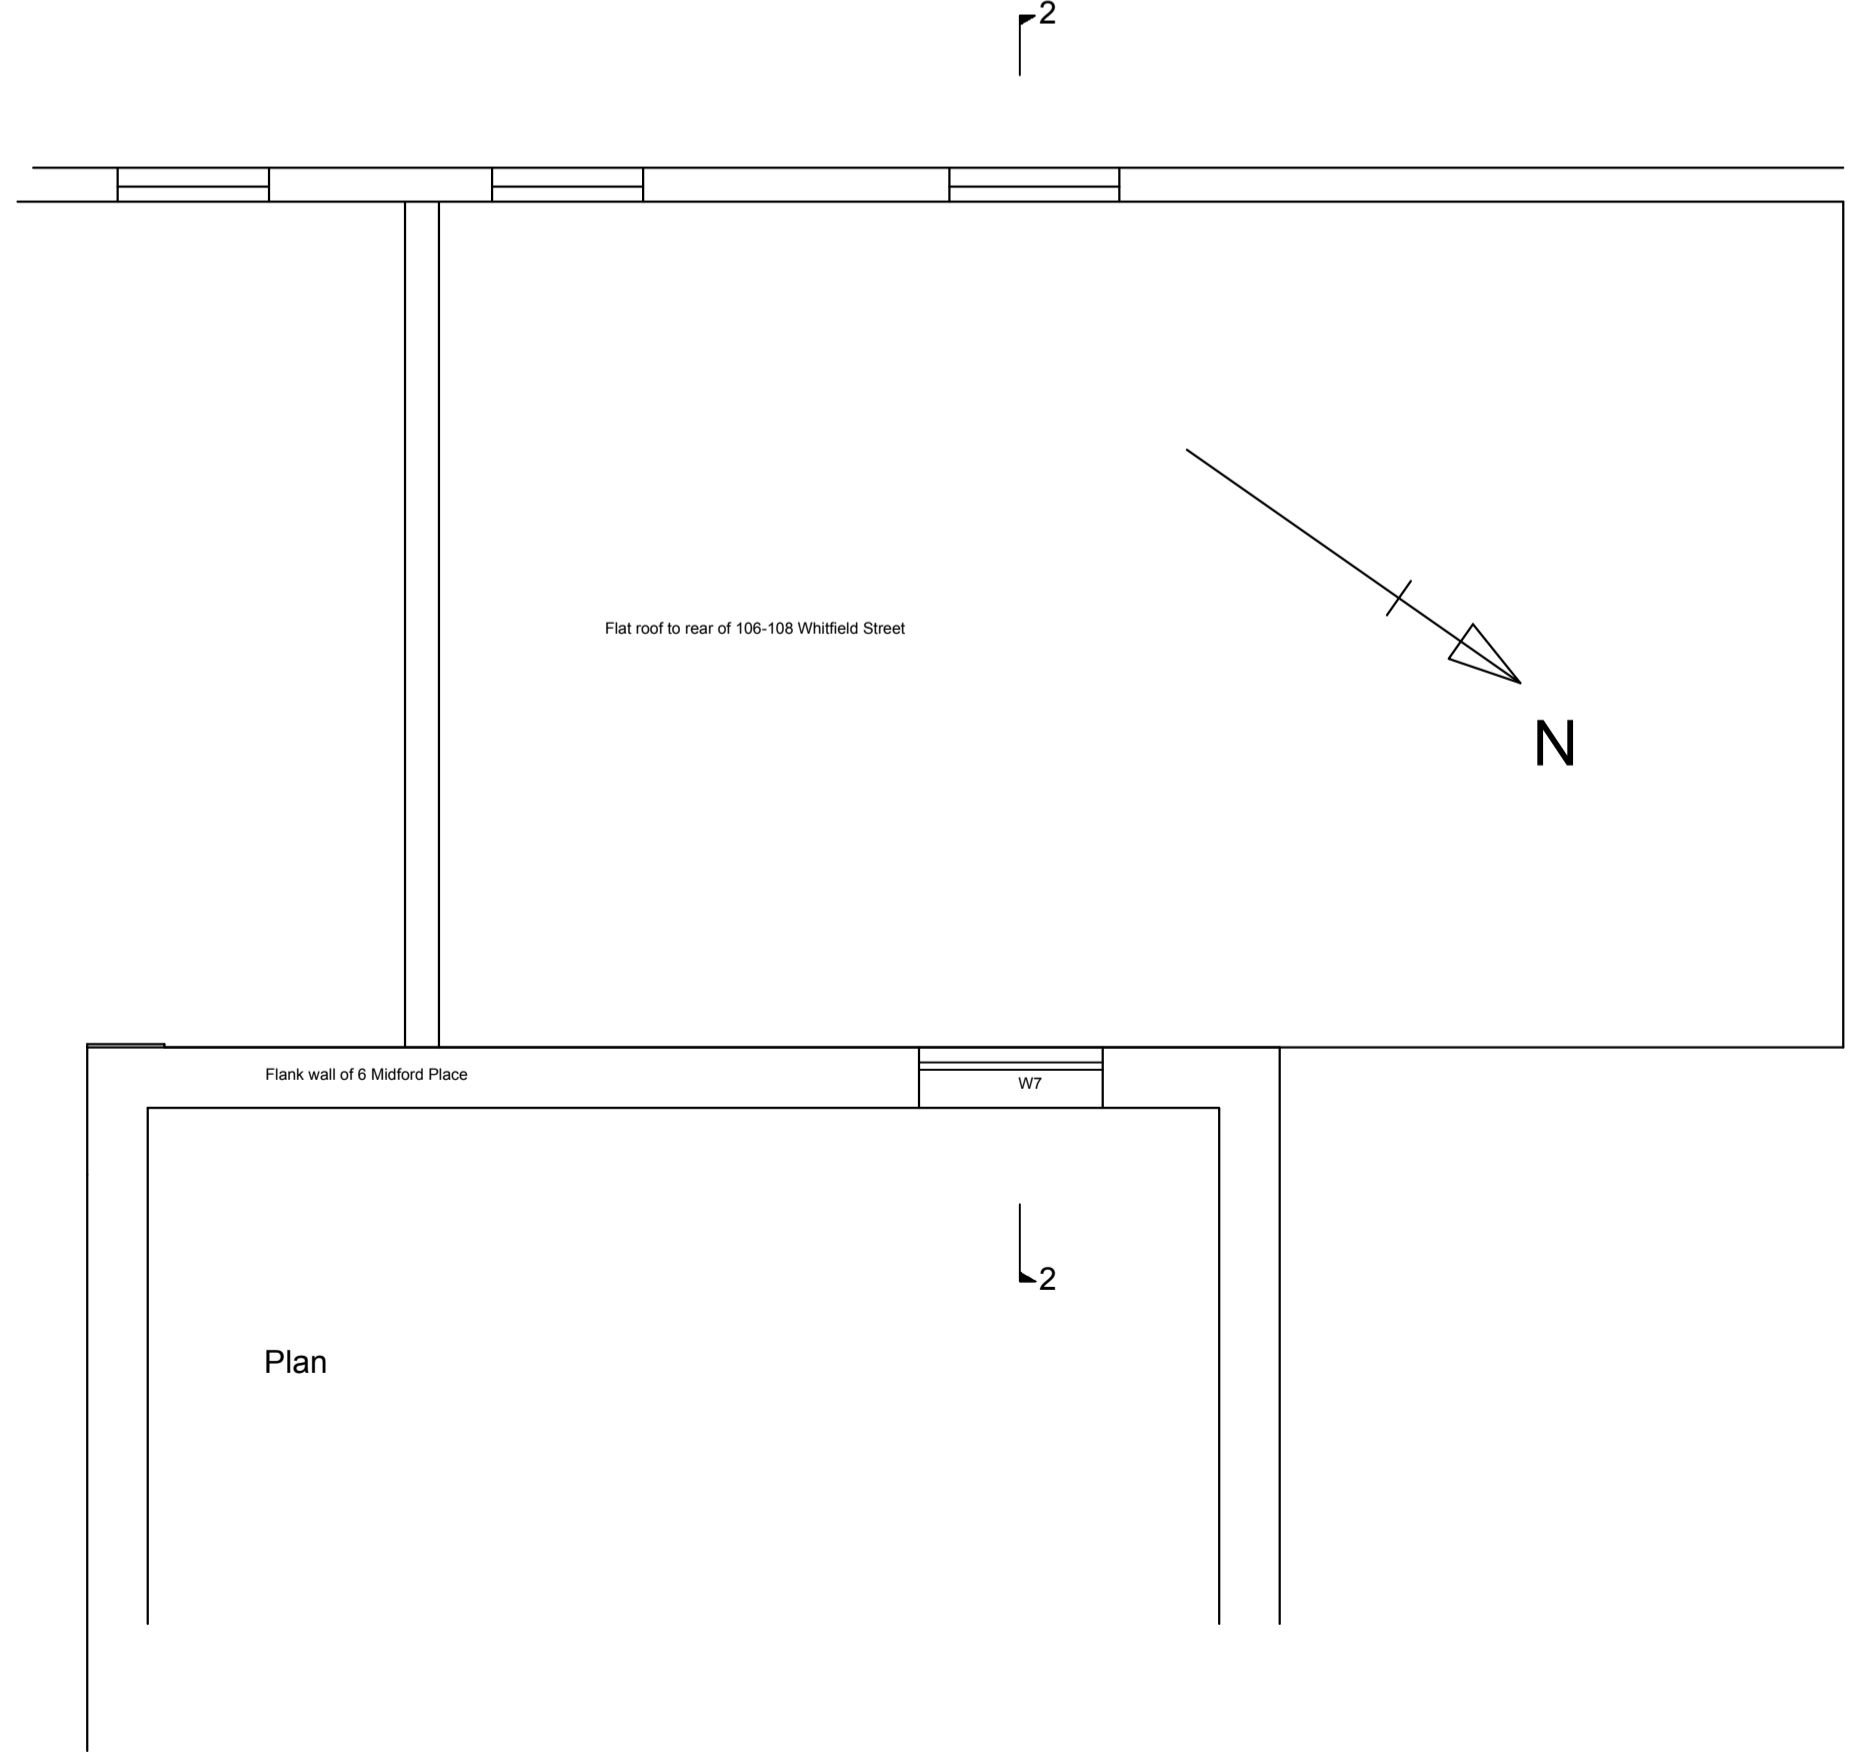 2
Flat roof to rear of 106-108 Whitfield Street
N
Flank wall of 6 Midford Place
W7
2
Plan